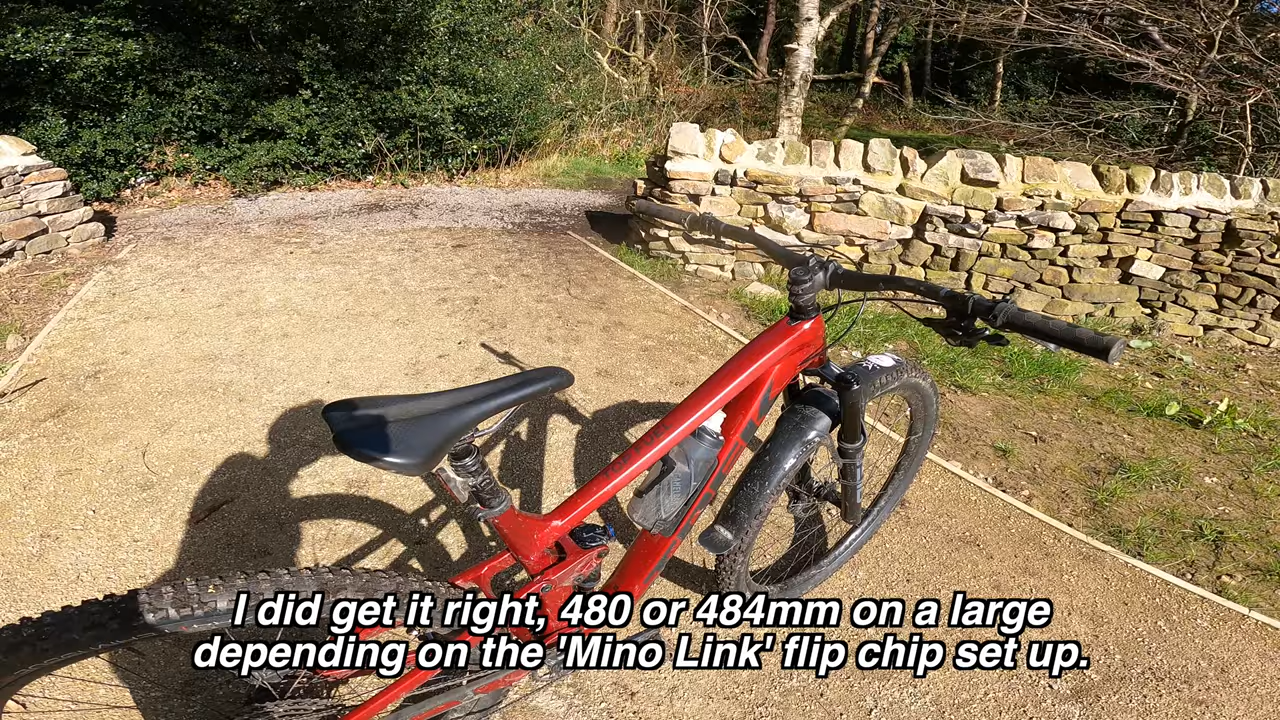 I did get it right, 480 or 484mm on a large
depending on the 'Mino Link' flip chip set up.